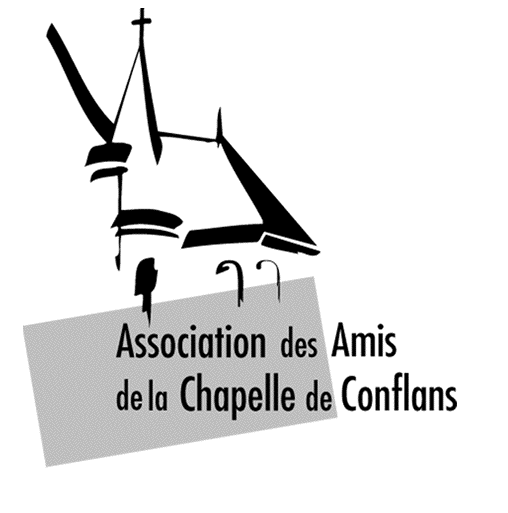 Association des Amis
de la Chapelle de Conflans